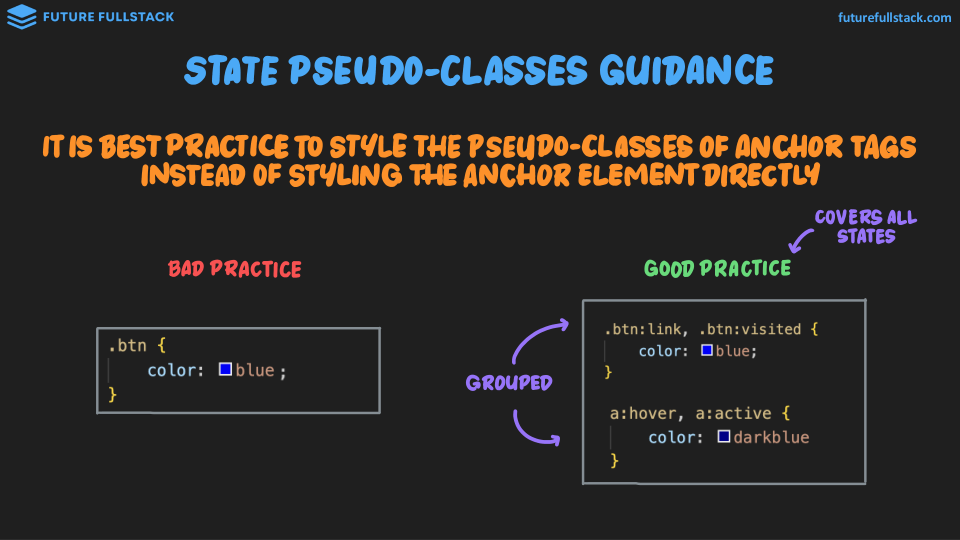 FUTURE FULLSTACK
futurefullstack.com
STATE PSEUDO-CLASSES GUIDANCE
IT IS BEST PRACTICE TO STYLE THE PSEUDO-CLASSES OF ANCHOR TAGS
INSTEAD OF STYLING THE ANCHOR ELEMENT DIRECTLY
COVERS ALL
STATES
BAD PRACTICE
GOOD PRACTICE
.btn {
color: blue ;
}
GROUPED
.btn:link, .btn:visited {
color: blue;
}
a:hover, a:active {
color: darkblue
}